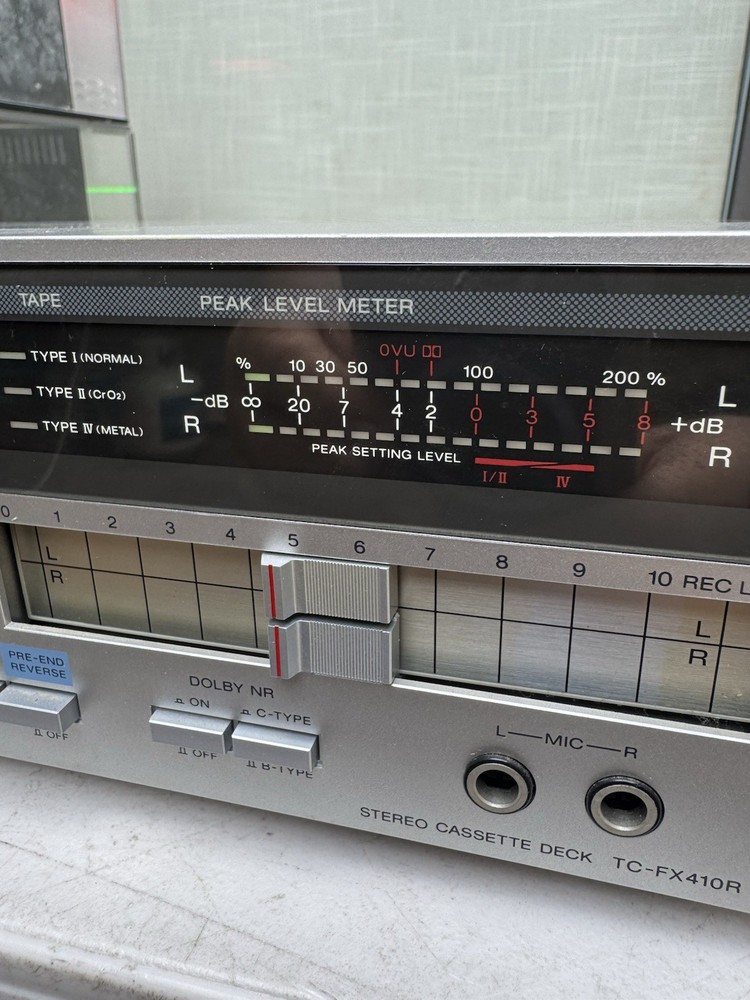 TAPE PEAK LEVEL METER
TYPE I (NORMAL)
TYPE II (CrO2)
TYPE IV (METAL)
0VU DD
L % 10 30 50 100 200 % L
-dB ∞ 20 7 4 2 0 3 5 8 +dB
R R
PEAK SETTING LEVEL
I/II IV
0 1 2 3 4 5 6 7 8 9 10 REC L
L L
R R
PRE-END
REVERSE
OFF
DOLBY NR
ON C-TYPE
OFF B-TYPE
L—MIC—R
STEREO CASSETTE DECK TC-FX410R